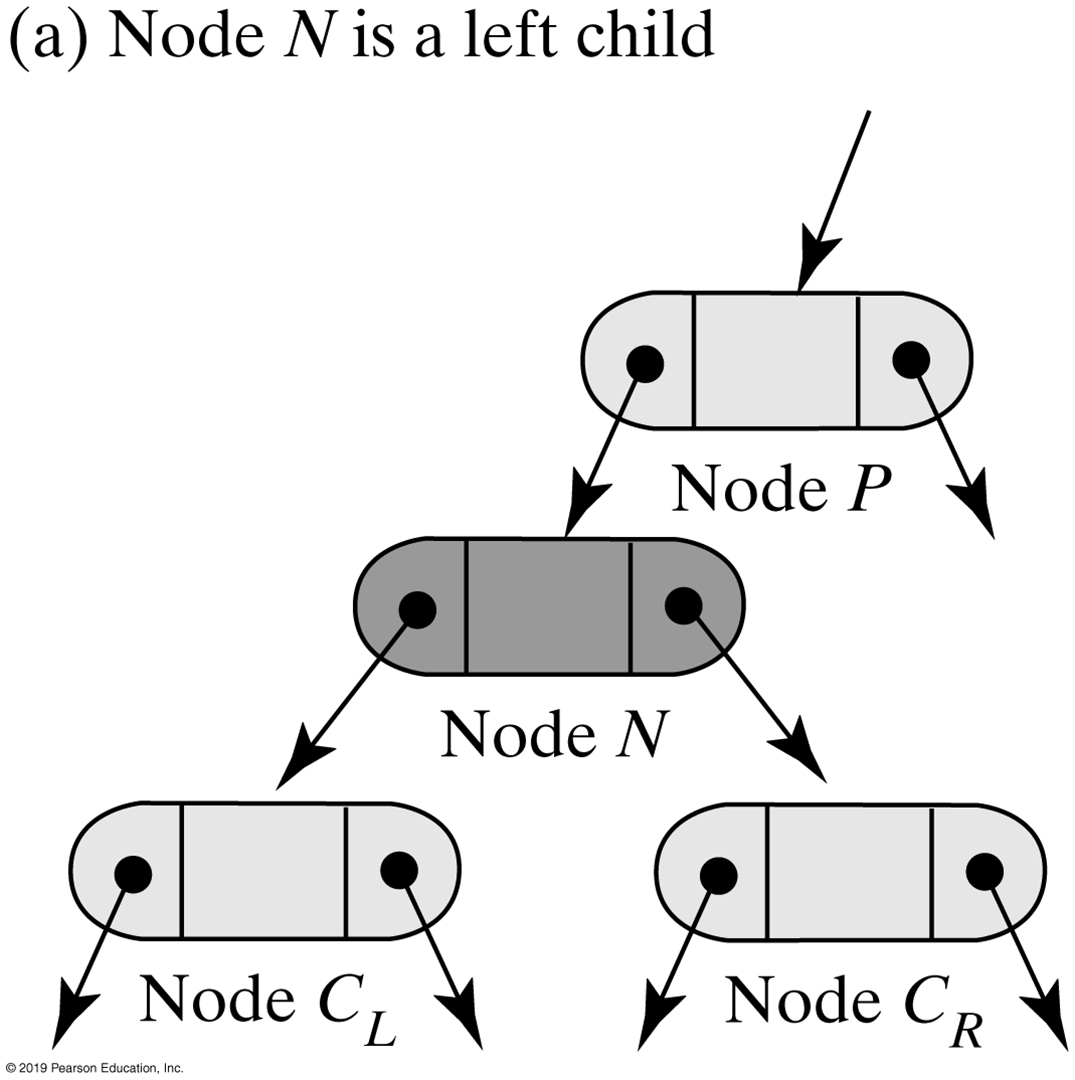 (a) Node N is a left child
Node P
Node N
Node C_L
Node C_R
© 2019 Pearson Education, Inc.